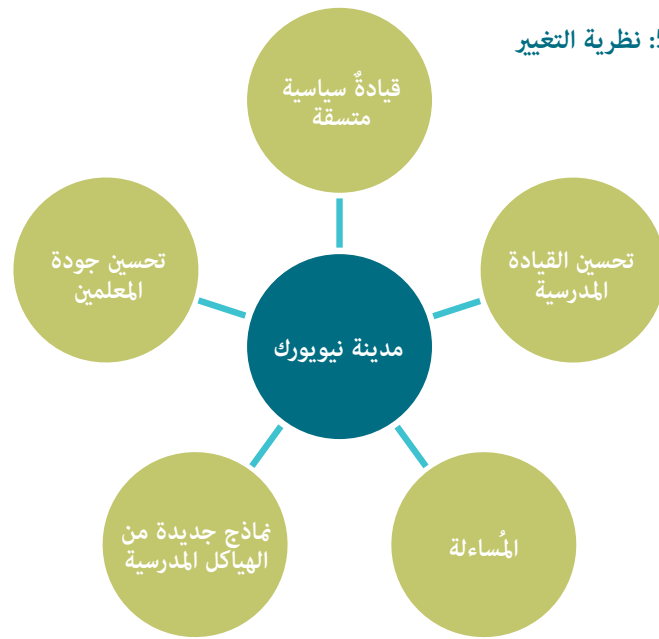 5: نظرية التغيير
قيادةٌ سياسية
متسقة
تحسين القيادة
المدرسية
تحسين جودة
المعلمين
مدينة نيويورك
المُساءلة
نماذج جديدة من
الهياكل المدرسية